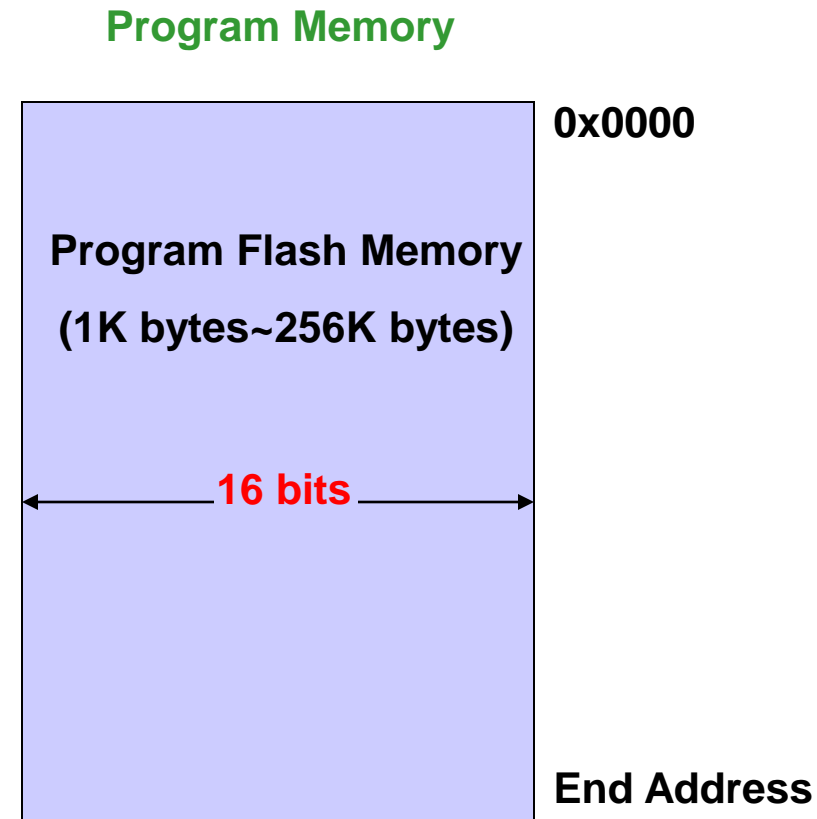 Program Memory
0x0000
Program Flash Memory
(1K bytes~256K bytes)
16 bits
End Address